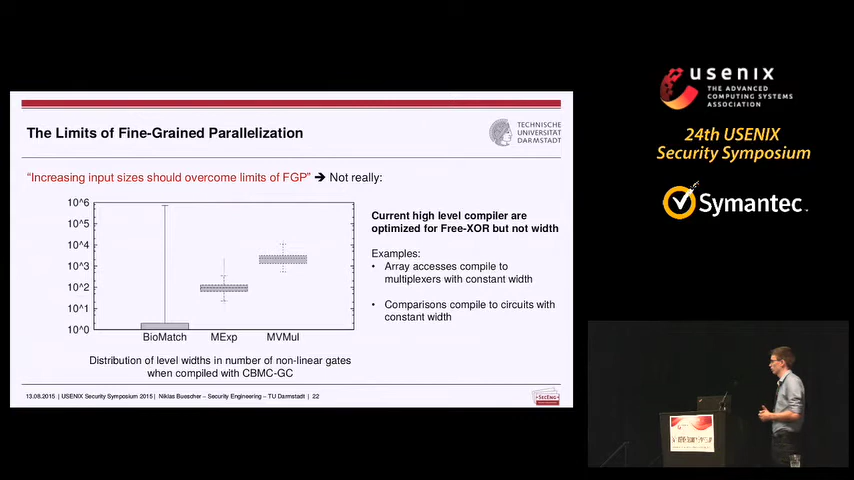 The Limits of Fine-Grained Parallelization
TECHNISCHE
UNIVERSITÄT
DARMSTADT
“Increasing input sizes should overcome limits of FGP” ➔ Not really:
10^6
10^5
10^4
10^3
10^2
10^1
10^0
BioMatch MExp MVMul
Distribution of level widths in number of non-linear gates
when compiled with CBMC-GC
Current high level compiler are
optimized for Free-XOR but not width
Examples:
• Array accesses compile to
multiplexers with constant width
• Comparisons compile to circuits with
constant width
13.08.2015 | USENIX Security Symposium 2015 | Niklas Buescher – Security Engineering – TU Darmstadt | 22
SECENG
usenix
THE ADVANCED
COMPUTING SYSTEMS
ASSOCIATION
24th USENIX
Security Symposium
Symantec.